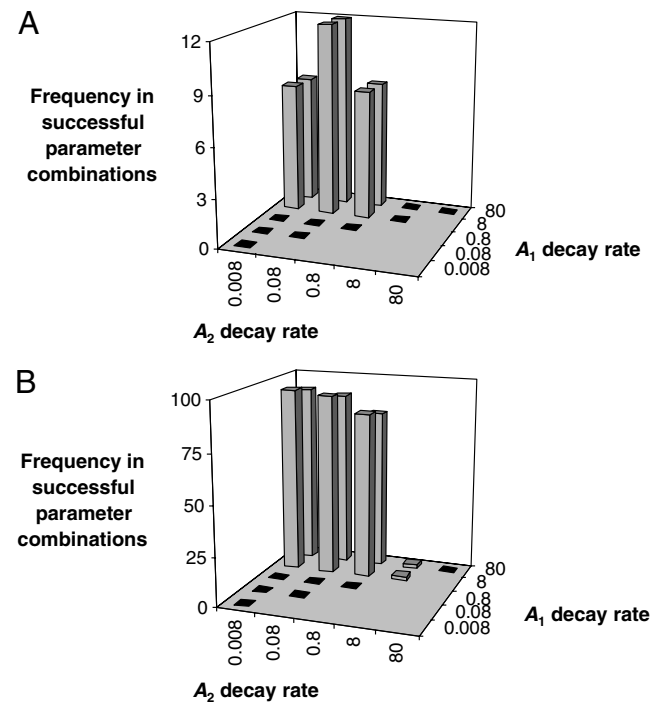 A
12
9
6
3
0
Frequency in
successful
parameter
combinations
0.008
0.08
0.8
8
80
A₂ decay rate
80
8
0.8
0.08
0.008
A₁ decay rate
B
100
75
50
25
0
Frequency in
successful
parameter
combinations
0.008
0.08
0.8
8
80
A₂ decay rate
80
8
0.8
0.08
0.008
A₁ decay rate